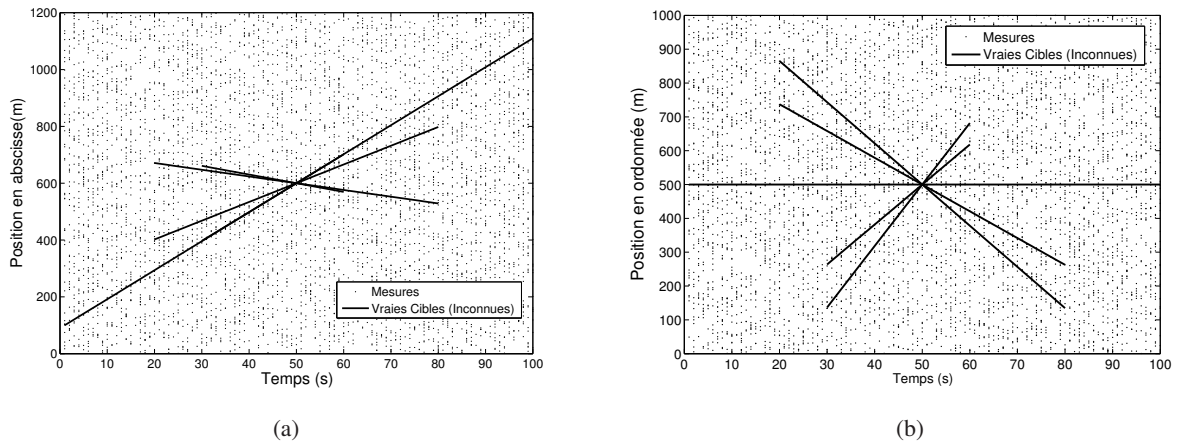 1200
1000
800
600
400
200
0
Position en abscisse(m)
0 10 20 30 40 50 60 70 80 90 100
Temps (s)
Mesures
Vraies Cibles (Inconnues)
(a)
1000
900
800
700
600
500
400
300
200
100
0
Position en ordonnée (m)
0 10 20 30 40 50 60 70 80 90 100
Temps (s)
Mesures
Vraies Cibles (Inconnues)
(b)